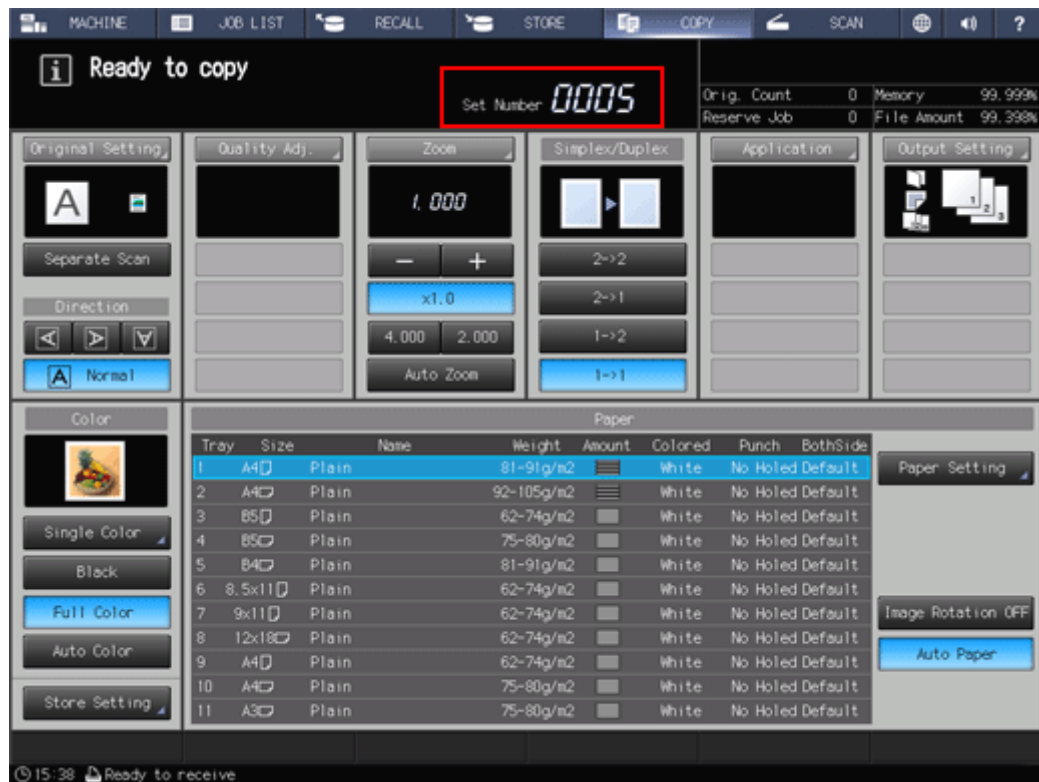 MACHINE JOB LIST RECALL STORE COPY SCAN ?
i Ready to copy
Set Number 0005
Orig. Count 0 Memory 99.999%
Reserve Job 0 File Amount 99.398%
Original Setting Quality Adj. Zoom Simplex/Duplex Application Output Setting
A 1.000 1 2 3
Separate Scan − + 2->2
Direction x1.0 2->1
A A A 4.000 2.000 1->2
A Normal Auto Zoom 1->1
Color Paper
Tray Size Name Weight Amount Colored Punch BothSide
1 A4 Plain 81-91g/m2 White No Holed Default
2 A4 Plain 92-105g/m2 White No Holed Default
3 B5 Plain 62-74g/m2 White No Holed Default
4 B5 Plain 75-80g/m2 White No Holed Default
5 B4 Plain 81-91g/m2 White No Holed Default
6 8.5x11 Plain 62-74g/m2 White No Holed Default
7 9x11 Plain 62-74g/m2 White No Holed Default
8 12x18 Plain 62-74g/m2 White No Holed Default
9 A4 Plain 62-74g/m2 White No Holed Default
10 A4 Plain 75-80g/m2 White No Holed Default
11 A3 Plain 75-80g/m2 White No Holed Default
Single Color
Black
Full Color
Auto Color
Store Setting
Paper Setting
Image Rotation OFF
Auto Paper
15:38 Ready to receive